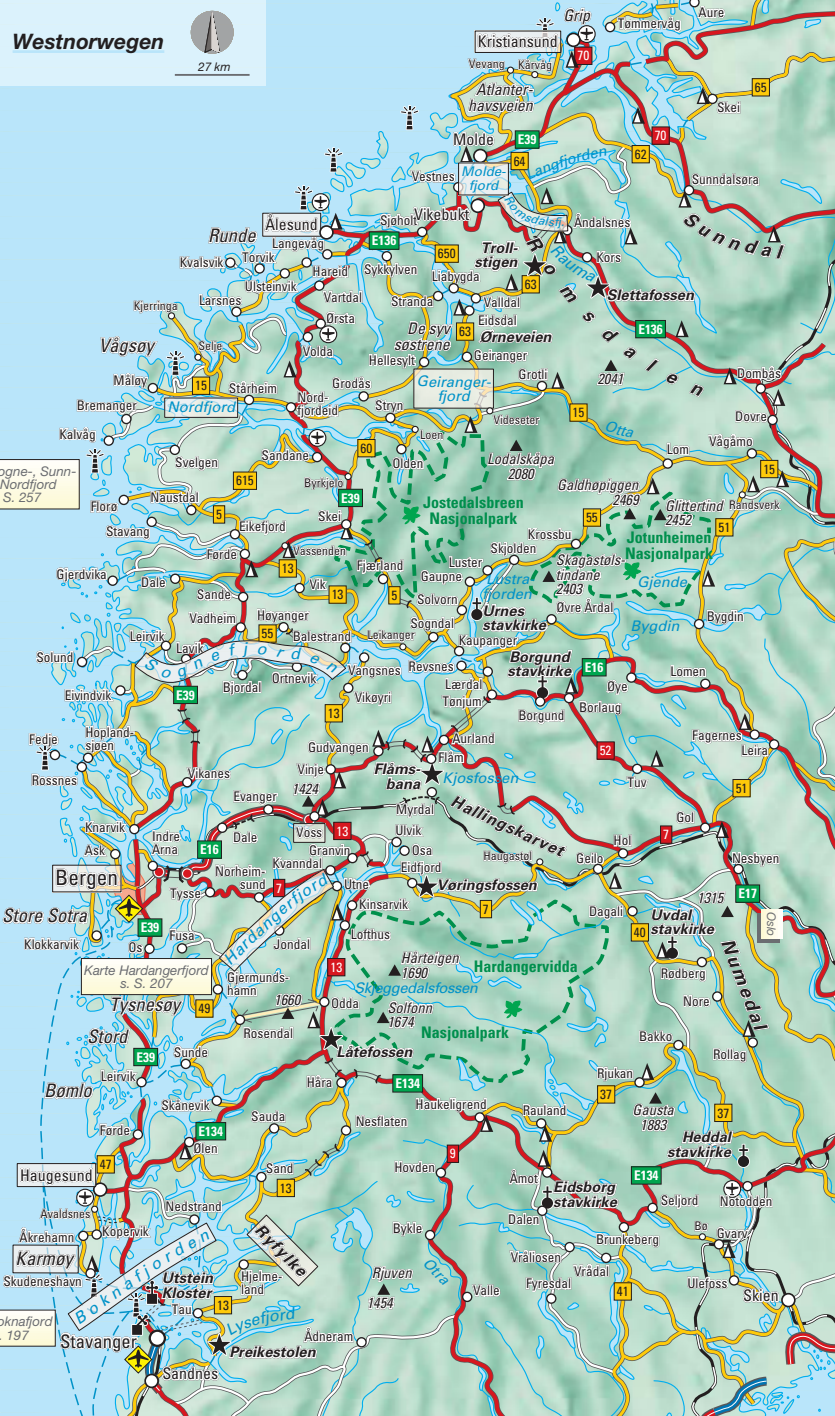 Westnorwegen
27 km
Grip
Kristiansund
70
Tømmervåg
Aure
Vevang
Kårvåg
Atlanter-
havsveien
65
Skei
Molde
E39
70
64
62
Langfjorden
Vestnes
Molde-
fjord
Sunndalsøra
Romsdalsfj.
Sunndal
Ålesund
Sjøholt
Vikebukt
Åndalsnes
Runde
Langevåg
E136
650
Troll-
stigen
Kors
Rauma
Romsdalen
Kvalsvik
Torvik
Hareid
Sykkylven
Liabygda
63
Slettafossen
Ulsteinvik
Larsnes
Vartdal
Stranda
Valldal
Kjerringa
Ørsta
De syv
søstrene
63
Eidsdal
Ørneveien
E136
Vågsøy
Selje
Volda
Hellesylt
Geiranger
Måløy
15
Stårheim
Grodås
Geiranger-
fjord
Grotli
2041
Dombås
Bremanger
Nordfjord
Nord-
fjordeid
Stryn
Videseter
15
Otta
Dovre
Kalvåg
Loen
Svelgen
Sandane
60
Olden
Lodalskåpa
2080
Lom
Vågåmo
ogne-, Sunn-
Nordfjord
S. 257
615
Byrkjelo
Galdhøpiggen
2469
15
Florø
Naustdal
E39
Jostedalsbreen
Nasjonalpark
Glittertind
2452
Randsverk
Stavang
5
Eikefjord
Skei
Krossbu
55
Jotunheimen
Nasjonalpark
51
Førde
Vassenden
Skjolden
Skagastøls-
tindane
2403
Gjerdvika
Dale
13
Fjærland
Luster
Gaupne
Lustra
fjorden
Gjende
Sande
Vik
13
5
Solvorn
Urnes
stavkirke
Øvre Årdal
Vadheim
Høyanger
55
Balestrand
Leikanger
Sogndal
Bygdin
Bygdin
Leirvik
Lavik
Kaupanger
Solund
Sognefjorden
Vangsnes
Revsnes
Borgund
stavkirke
E16
Lomen
Eivindvik
E39
Bjordal
Ortnevik
Vikøyri
Lærdal
Tønjum
Øye
Borgund
Borlaug
Hopland-
sjøen
13
Fedje
Gudvangen
Aurland
52
Fagernes
Leira
Rossnes
Vikanes
Vinje
Flåms-
bana
Flåm
Kjosfossen
Tuv
1424
51
Evanger
Myrdal
Hallingskarvet
Knarvik
Dale
Voss
13
Ulvik
Hol
7
Gol
Ask
Indre
Arna
E16
Granvin
Osa
Haugastøl
Geilo
Bergen
Kvanndal
Eidfjord
Nesbyen
Tysse
Norheim-
sund
7
Utne
Vøringsfossen
1315
E17
Store Sotra
Kinsarvik
7
Dagali
Uvdal
stavkirke
Oslo
Klokkarvik
E39
Os
Fusa
Hardangerfjord
Lofthus
40
Jondal
Numedal
Karte Hardangerfjord
s. S. 207
13
Hårteigen
1690
Hardangervidda
Rødberg
Gjermunds-
hamn
Skjeggedalsfossen
Tysnesøy
49
1660
Odda
Solfonn
1674
Nore
Rosendal
Nasjonalpark
Stord
E39
Låtefossen
Bakko
Rollag
Sunde
Leirvik
Håra
E134
Rjukan
Bømlo
37
Skånevik
Haukeligrend
Rauland
Gausta
1883
37
Førde
E134
Sauda
Nesflaten
Ølen
9
Heddal
stavkirke
47
Hovden
Haugesund
Sand
Åmot
Eidsborg
stavkirke
E134
13
Notodden
Avaldsnes
Nedstrand
Dalen
Seljord
Åkrehamn
Kopervik
Bykle
Brunkeberg
Bø
Gvarv
Karmøy
Ryfylke
Vråliosen
Vrådal
Skudeneshavn
Boknafjorden
Utstein
Kloster
Hjelme-
land
Rjuven
1454
Otta
Fyresdal
Ulefoss
41
Valle
Tau
13
Skien
oknafjord
. 197
Lysefjord
Stavanger
Ådneram
Preikestolen
Sandnes